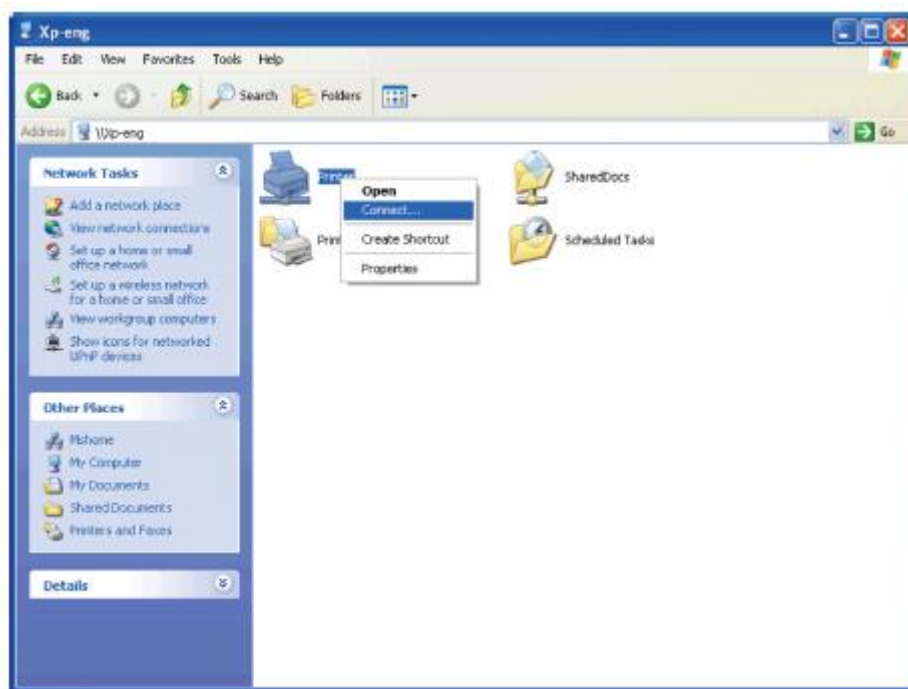 Xp-eng
File Edit View Favorites Tools Help
Back Search Folders
Address \\Xp-eng Go
Network Tasks
Add a network place
View network connections
Set up a home or small
office network
Set up a wireless network
for a home or small office
View workgroup computers
Show icons for networked
UPnP devices
Other Places
Mshome
My Computer
My Documents
Shared Documents
Printers and Faxes
Details
Printer
SharedDocs
Open
Connect...
Create Shortcut
Properties
Prin
Scheduled Tasks